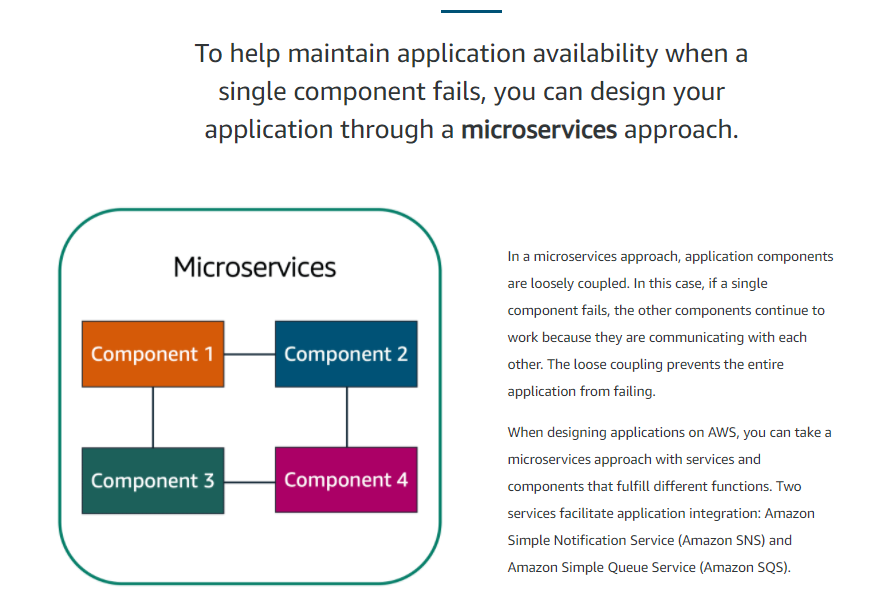 To help maintain application availability when a
single component fails, you can design your
application through a microservices approach.
Microservices
Component 1
Component 2
Component 3
Component 4
In a microservices approach, application components
are loosely coupled. In this case, if a single
component fails, the other components continue to
work because they are communicating with each
other. The loose coupling prevents the entire
application from failing.
When designing applications on AWS, you can take a
microservices approach with services and
components that fulfill different functions. Two
services facilitate application integration: Amazon
Simple Notification Service (Amazon SNS) and
Amazon Simple Queue Service (Amazon SQS).